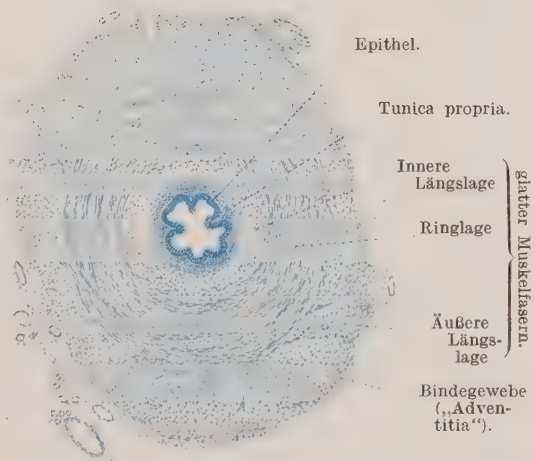 Epithel.
Tunica propria.
Innere
Längslage
Ringlage
Äußere
Längs-
lage
glatter Muskelfasern.
Bindegewebe
(„Adven-
titia“).